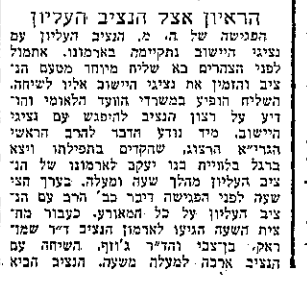 הראיון אצל הנציב העליון
הפגישה של ה. מ. הנציב העליון עם
נציגי הישוב נתקיימה בארמונו. אתמול
לפני הצהרים בא שליח מיוחד מטעם הנ־
ציב והזמין את נציגי הישוב אליו לשיחה.
השליח הופיע במשרדי הוועד הלאומי והו־
דיע על רצון הנציב להיפגש עם נציגי
הישוב. מיד נודע הדבר להרב הראשי
הגרי״א הרצוג, שהקדים בתפילתו ויצא
ברגל בלוויית בנו יעקב לארמונו של הנ־
ציב העליון מהלך שעה ומעלה. בערך חצי
שעה לפני הפגישה דיבר כב׳ הרב עם הנ־
ציב העליון על כל המאורע. כעבור מח־
צית השעה הגיעו לארמון הנציב ד״ר שמו־
ראק, בן־צבי והד״ר ג׳וזף. השיחה עם
הנציב ארכה למעלה משעה. הנציב הביא